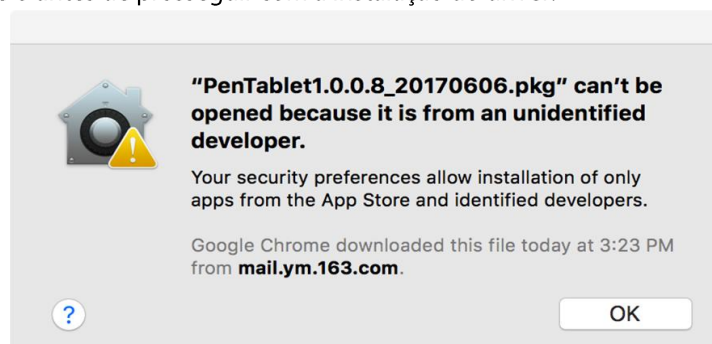 antes de
“PenTablet1.0.0.8_20170606.pkg” can’t be
opened because it is from an unidentified
developer.
Your security preferences allow installation of only
apps from the App Store and identified developers.
Google Chrome downloaded this file today at 3:23 PM
from mail.ym.163.com.
?
OK